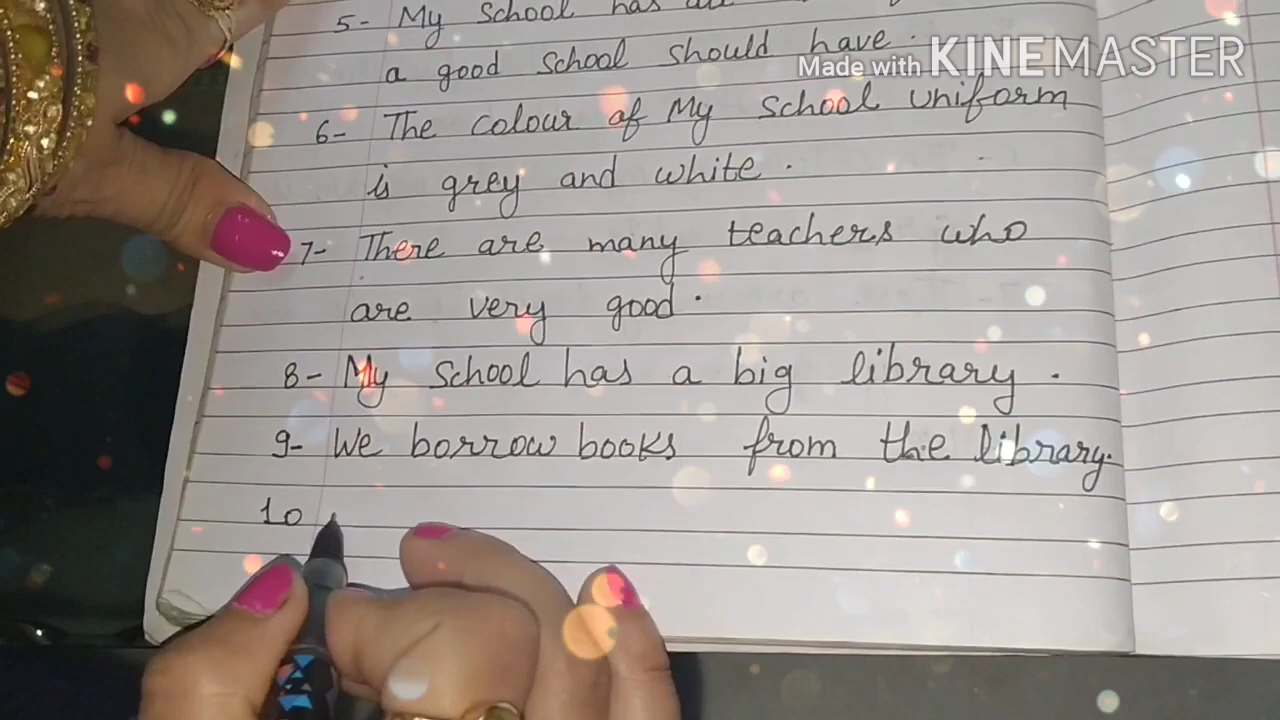 5- My School has
a good School should have.
Made with KINEMASTER
6- The colour of My School uniform
is grey and white.
7- There are many teachers who
are very good.
8- My School has a big library.
9- We borrow books from the library.
10